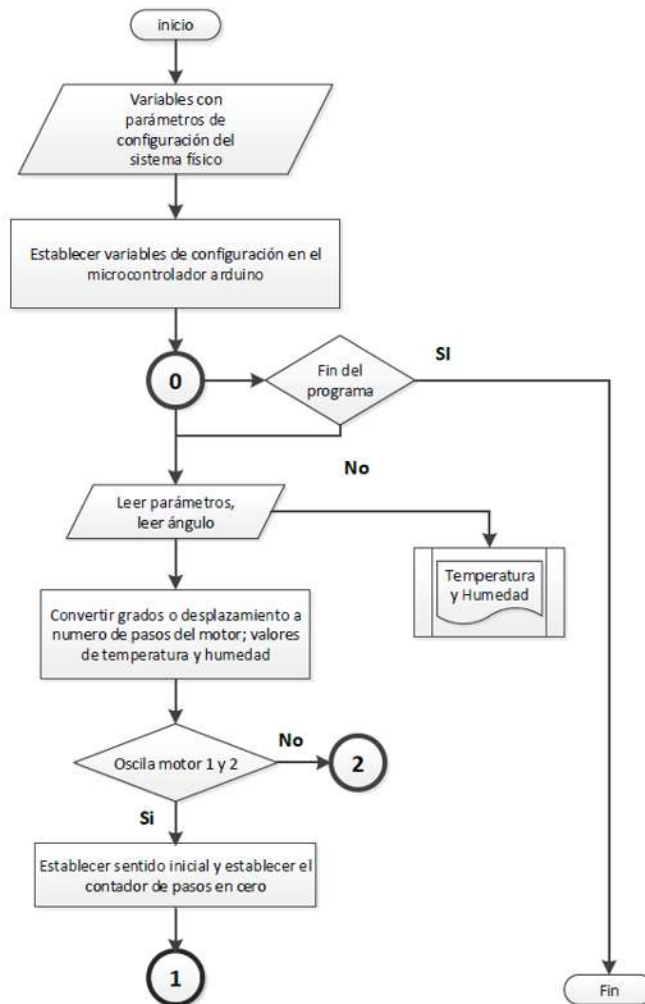 inicio
Variables con
parámetros de
configuración del
sistema físico
Establecer variables de configuración en el
microcontrolador arduino
0
Fin del
programa
SI
No
Leer parámetros,
leer ángulo
Temperatura
y Humedad
Convertir grados o desplazamiento a
numero de pasos del motor; valores
de temperatura y humedad
Oscila motor 1 y 2
No
2
Si
Establecer sentido inicial y establecer el
contador de pasos en cero
1
Fin